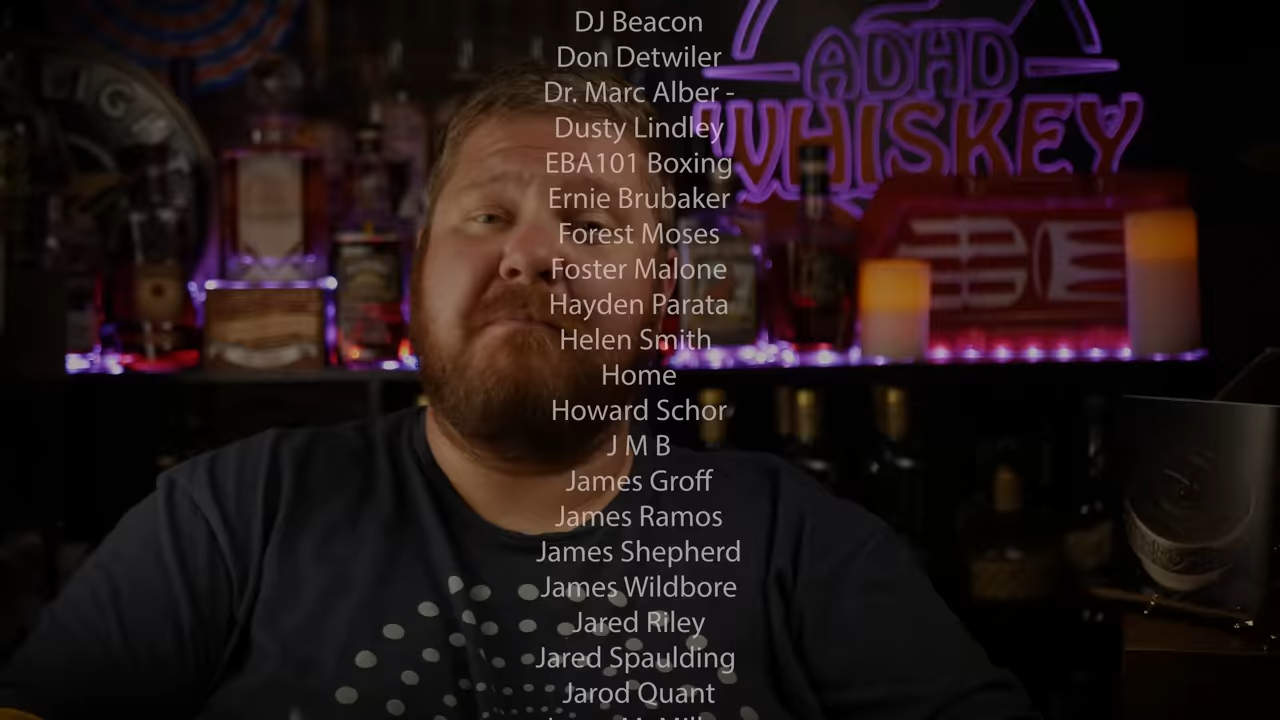 DJ Beacon
Don Detwiler
Dr. Marc Alber -
Dusty Lindley
EBA101 Boxing
Ernie Brubaker
Forest Moses
Foster Malone
Hayden Parata
Helen Smith
Home
Howard Schor
J M B
James Groff
James Ramos
James Shepherd
James Wildbore
Jared Riley
Jared Spaulding
Jarod Quant
ADHD
WHISKEY